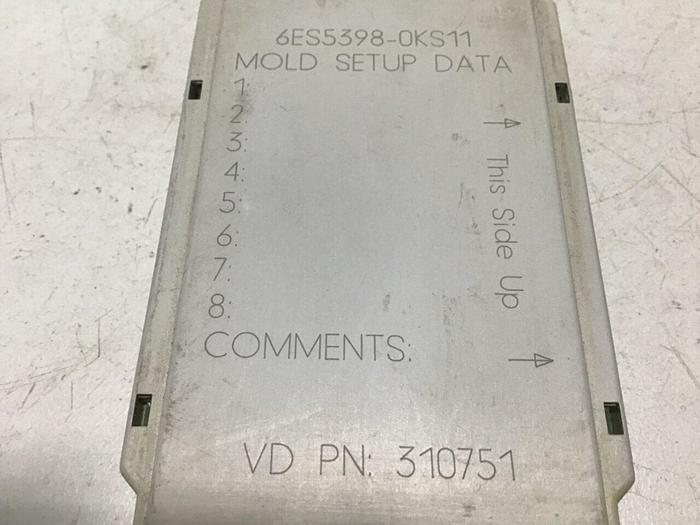 6ES5398-0KS11
MOLD SETUP DATA
1:
2:
3:
4:
5:
6:
7:
8:
COMMENTS:
This Side Up
VD PN: 310751